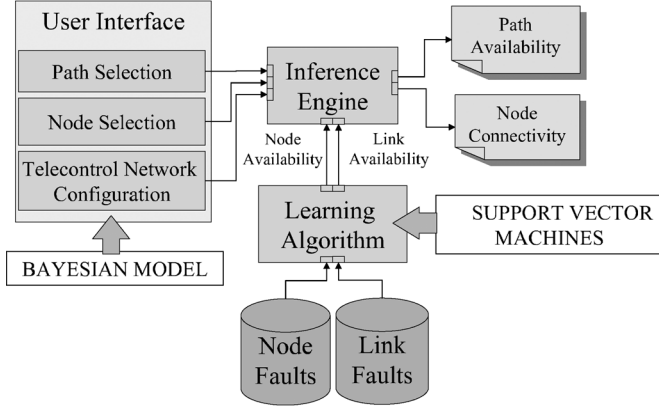 User Interface
Path Selection
Node Selection
Telecontrol Network
Configuration
BAYESIAN MODEL
Inference
Engine
Node
Availability
Link
Availability
Learning
Algorithm
Node
Faults
Link
Faults
Path
Availability
Node
Connectivity
SUPPORT VECTOR
MACHINES